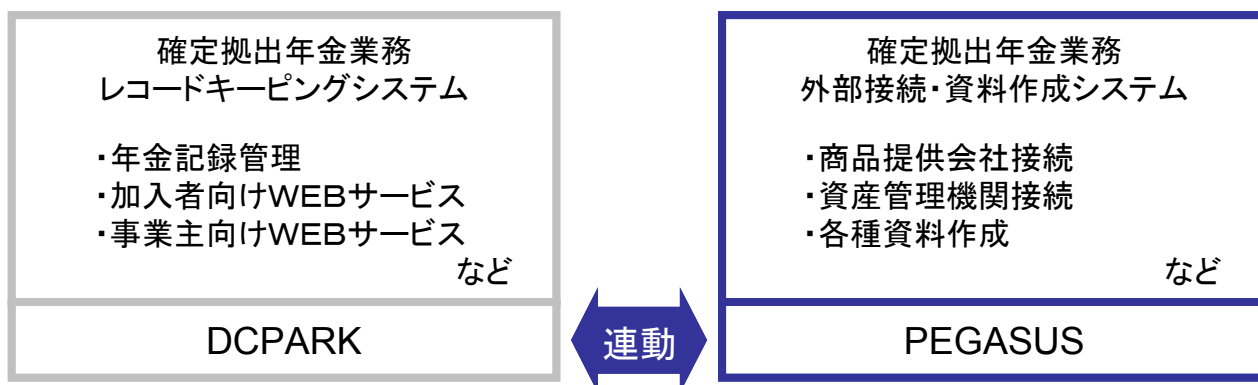 確定拠出年金業務
レコードキーピングシステム
・年金記録管理
・加入者向けＷＥＢサービス
・事業主向けＷＥＢサービス
など
DCPARK
連動
確定拠出年金業務
外部接続・資料作成システム
・商品提供会社接続
・資産管理機関接続
・各種資料作成
など
PEGASUS